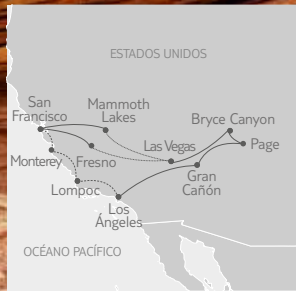 ESTADOS UNIDOS
San
Francisco
Mammoth
Lakes
Bryce Canyon
Las Vegas
Page
Monterey
Fresno
Gran
Cañón
Lompoc
Los
Ángeles
OCÉANO PACÍFICO